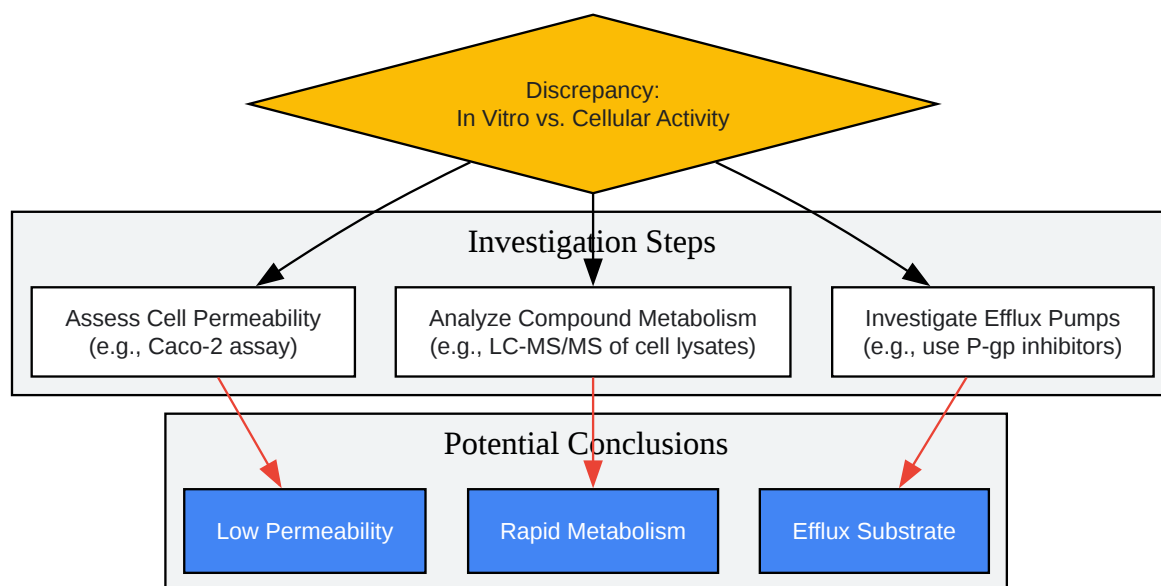 Discrepancy:
In Vitro vs. Cellular Activity
Investigation Steps
Assess Cell Permeability
(e.g., Caco-2 assay)
Analyze Compound Metabolism
(e.g., LC-MS/MS of cell lysates)
Investigate Efflux Pumps
(e.g., use P-gp inhibitors)
Potential Conclusions
Low Permeability
Rapid Metabolism
Efflux Substrate